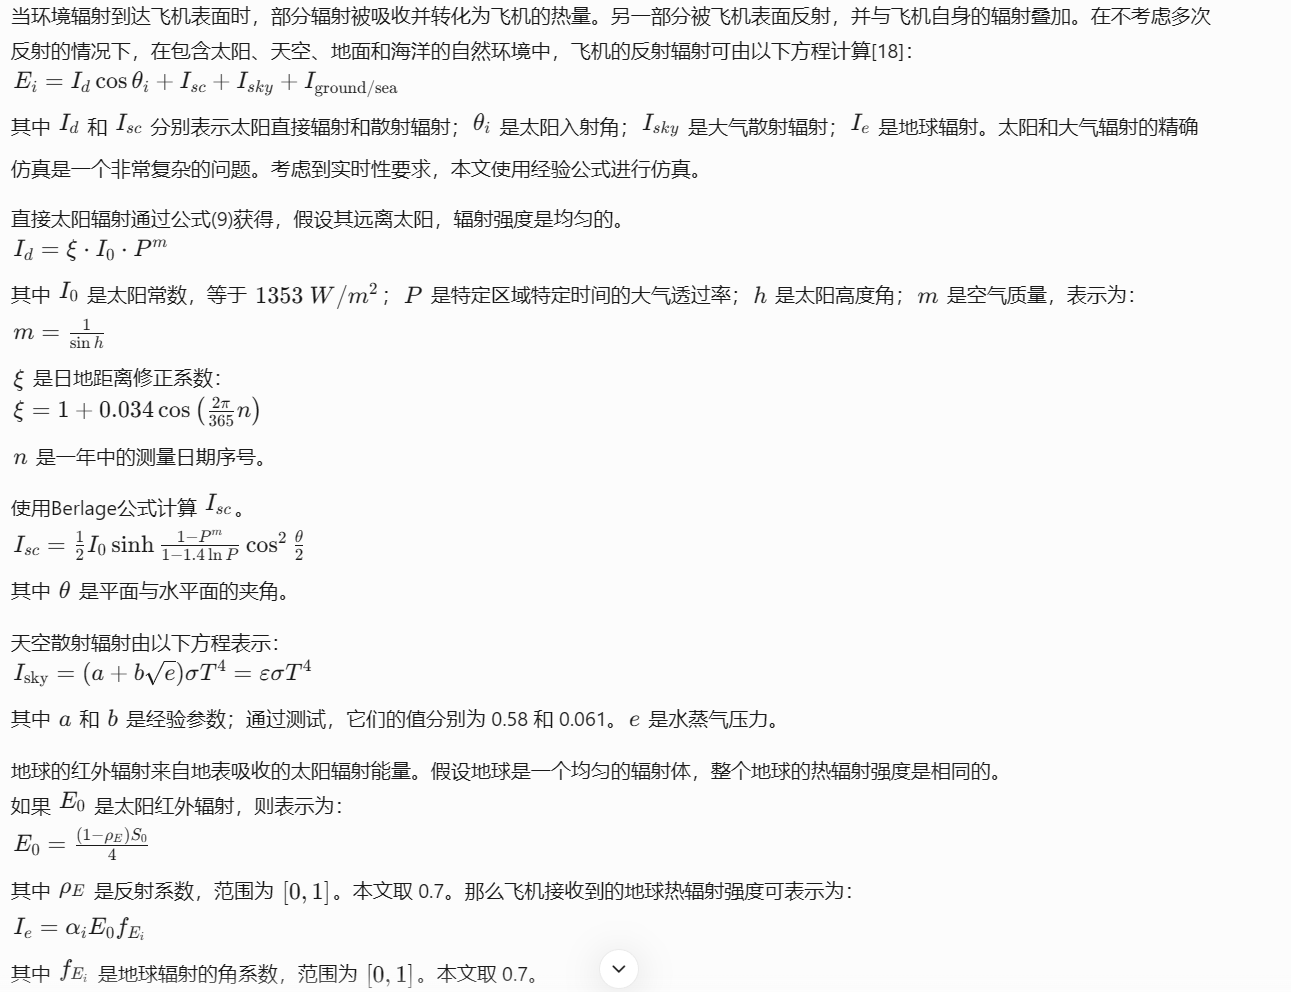 当环境辐射到达飞机表面时，部分辐射被吸收并转化为飞机的热量。另一部分被飞机表面反射，并与飞机自身的辐射叠加。在不考虑多次
反射的情况下，在包含太阳、天空、地面和海洋的自然环境中，飞机的反射辐射可由以下方程计算[18]：
$E_i = I_d \cos\theta_i + I_{sc} + I_{sky} + I_{\text{ground/sea}}$
其中 $I_d$ 和 $I_{sc}$ 分别表示太阳直接辐射和散射辐射；$\theta_i$ 是太阳入射角；$I_{sky}$ 是大气散射辐射；$I_e$ 是地球辐射。太阳和大气辐射的精确
仿真是一个非常复杂的问题。考虑到实时性要求，本文使用经验公式进行仿真。
直接太阳辐射通过公式(9)获得，假设其远离太阳，辐射强度是均匀的。
$I_d = \xi \cdot I_0 \cdot P^m$
其中 $I_0$ 是太阳常数，等于 $1353\ W/m^2$；$P$ 是特定区域特定时间的大气透过率；$h$ 是太阳高度角；$m$ 是空气质量，表示为：
$m = \frac{1}{\sin h}$
$\xi$ 是日地距离修正系数：
$\xi = 1 + 0.034 \cos\left(\frac{2\pi}{365}n\right)$
$n$ 是一年中的测量日期序号。
使用Berlage公式计算 $I_{sc}$。
$I_{sc} = \frac{1}{2} I_0 \sinh \frac{1-P^m}{1-1.4\ln P} \cos^2 \frac{\theta}{2}$
其中 $\theta$ 是平面与水平面的夹角。
天空散射辐射由以下方程表示：
$I_{\text{sky}} = (a + b\sqrt{e})\sigma T^4 = \varepsilon\sigma T^4$
其中 $a$ 和 $b$ 是经验参数；通过测试，它们的值分别为 0.58 和 0.061。$e$ 是水蒸气压力。
地球的红外辐射来自地表吸收的太阳辐射能量。假设地球是一个均匀的辐射体，整个地球的热辐射强度是相同的。
如果 $E_0$ 是太阳红外辐射，则表示为：
$E_0 = \frac{(1-\rho_E)S_0}{4}$
其中 $\rho_E$ 是反射系数，范围为 $[0,1]$。本文取 0.7。那么飞机接收到的地球热辐射强度可表示为：
$I_e = \alpha_i E_0 f_{E_i}$
其中 $f_{E_i}$ 是地球辐射的角系数，范围为 $[0,1]$。本文取 0.7。